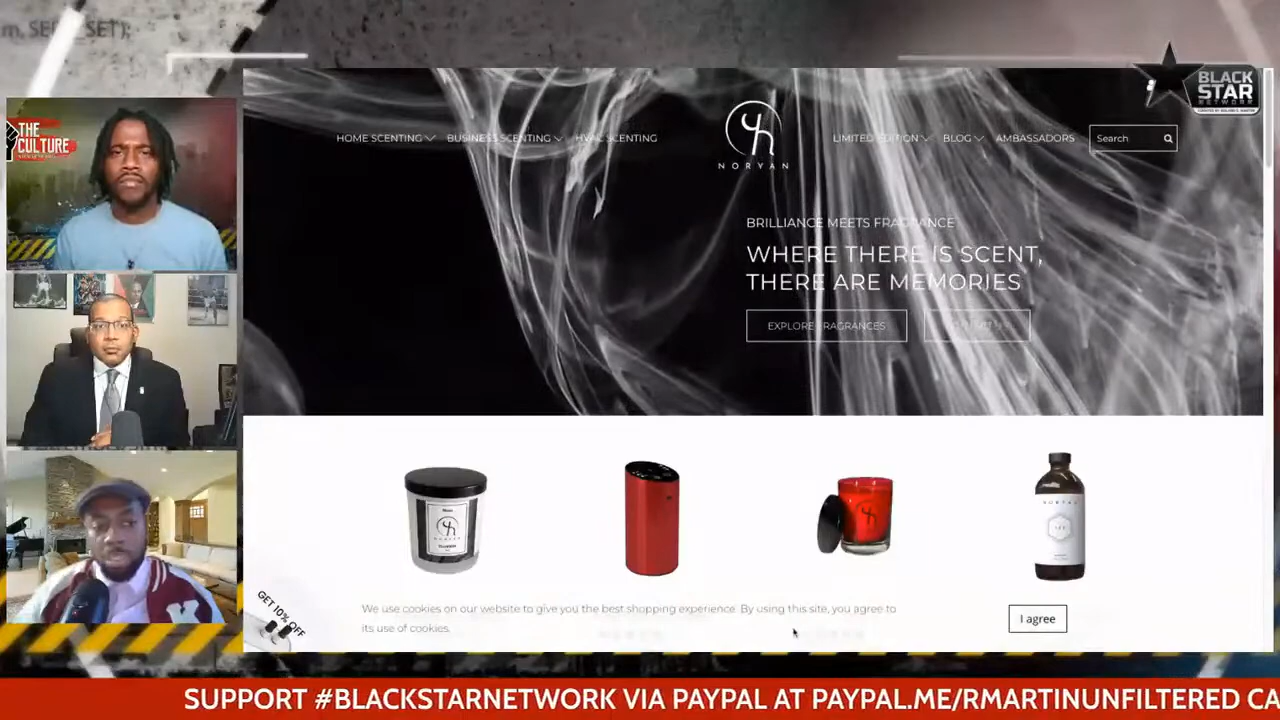 THE
CULTURE
BLACK
STAR
NETWORK
HOME SCENTING BUSINESS SCENTING HVAC SCENTING
NORYAN
LIMITED EDITION BLOG AMBASSADORS Search
BRILLIANCE MEETS FRAGRANCE
WHERE THERE IS SCENT,
THERE ARE MEMORIES
EXPLORE FRAGRANCES
NORYAN
We use cookies on our website to give you the best shopping experience. By using this site, you agree to
its use of cookies.
I agree
GET 10% OFF
SUPPORT #BLACKSTARNETWORK VIA PAYPAL AT PAYPAL.ME/RMARTINUNFILTERED CA